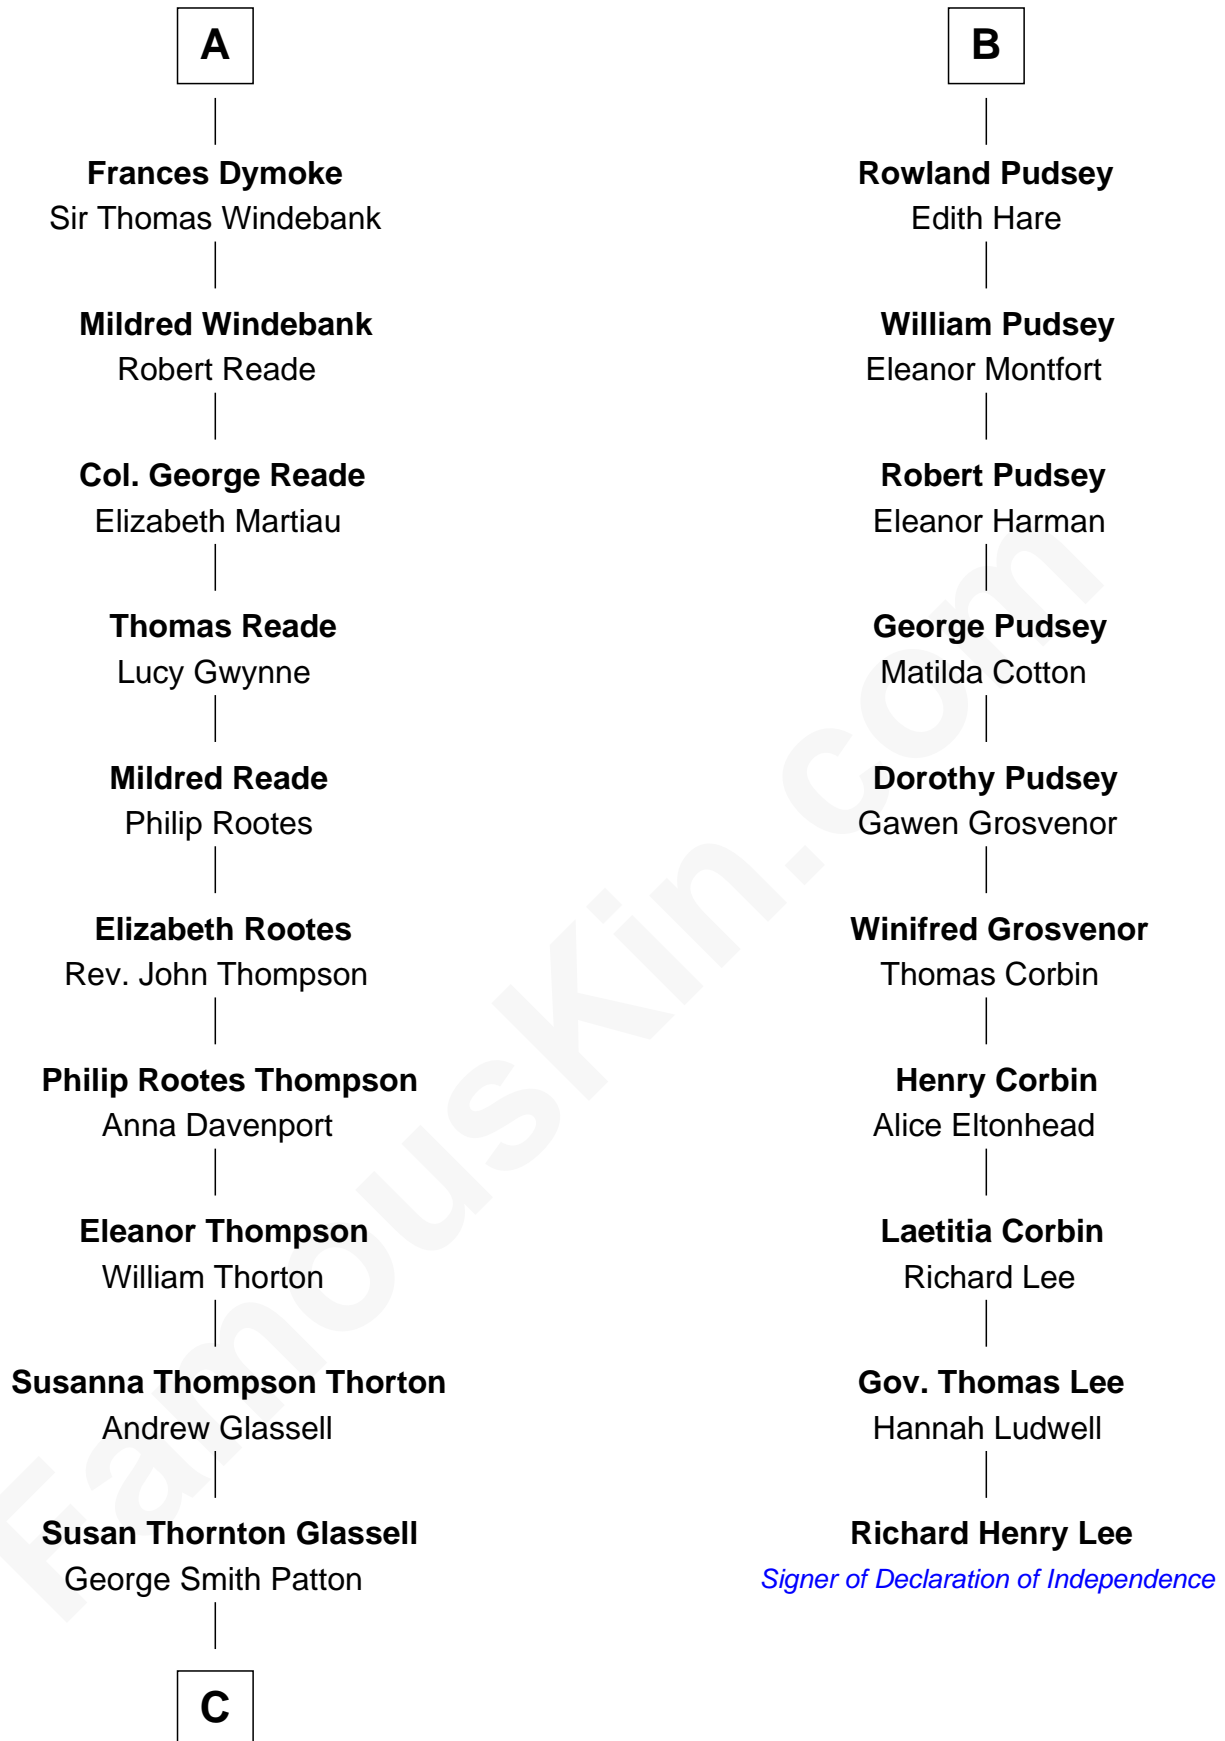 A
Frances Dymoke
Sir Thomas Windebank
Mildred Windebank
Robert Reade
Col. George Reade
Elizabeth Martiau
Thomas Reade
Lucy Gwynne
Mildred Reade
Philip Rootes
Elizabeth Rootes
Rev. John Thompson
Philip Rootes Thompson
Anna Davenport
Eleanor Thompson
William Thorton
Susanna Thompson Thorton
Andrew Glassell
Susan Thornton Glassell
George Smith Patton
C
B
Rowland Pudsey
Edith Hare
William Pudsey
Eleanor Montfort
Robert Pudsey
Eleanor Harman
George Pudsey
Matilda Cotton
Dorothy Pudsey
Gawen Grosvenor
Winifred Grosvenor
Thomas Corbin
Henry Corbin
Alice Eltonhead
Laetitia Corbin
Richard Lee
Gov. Thomas Lee
Hannah Ludwell
Richard Henry Lee
Signer of Declaration of Independence
FamousKin.com